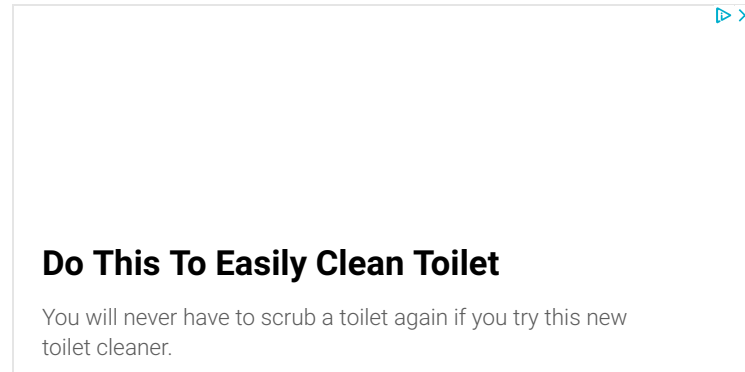 Do This To Easily Clean Toilet
You will never have to scrub a toilet again if you try this new
toilet cleaner.